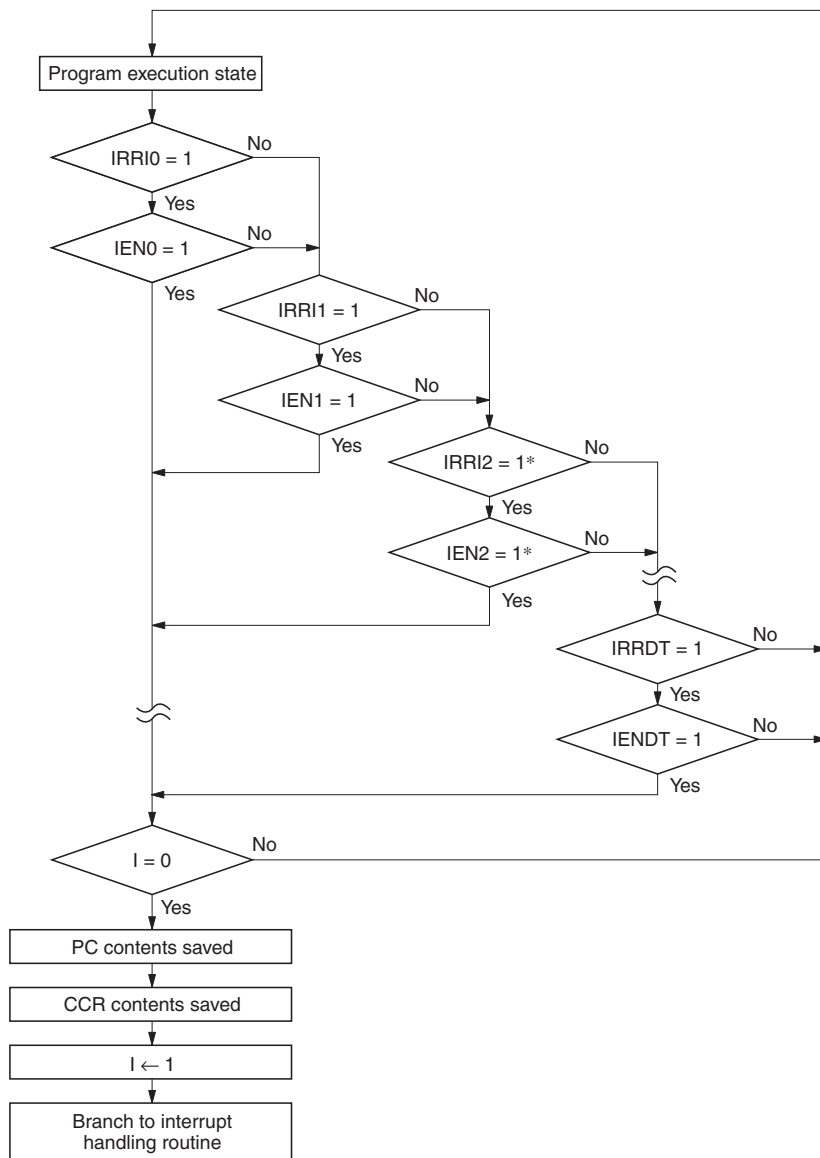 Program execution state
IRRI0 = 1
No
Yes
IEN0 = 1
No
Yes
IRRI1 = 1
No
Yes
IEN1 = 1
No
Yes
IRRI2 = 1*
No
Yes
IEN2 = 1*
No
Yes
IRRDT = 1
No
Yes
IENDT = 1
No
Yes
I = 0
No
Yes
PC contents saved
CCR contents saved
I ← 1
Branch to interrupt
handling routine